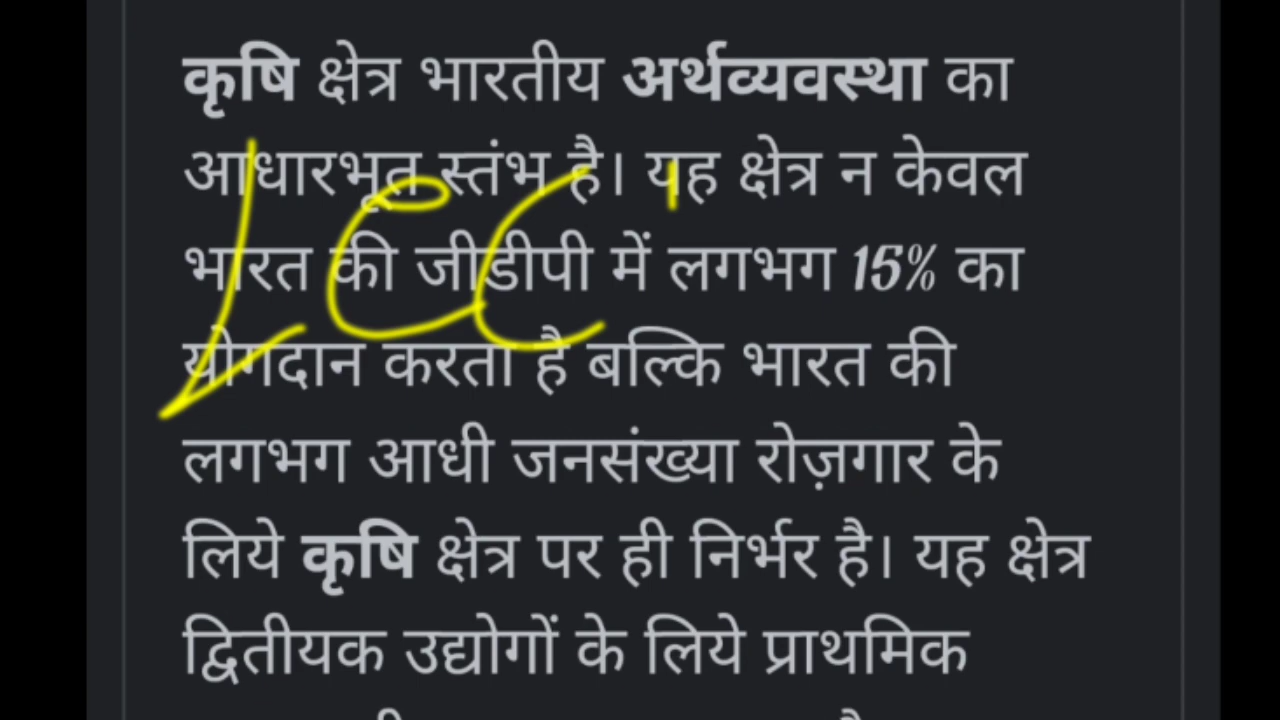 कृषि क्षेत्र भारतीय अर्थव्यवस्था का
आधारभूत स्तंभ है। यह क्षेत्र न केवल
भारत की जीडीपी में लगभग 15% का
योगदान करता है बल्कि भारत की
लगभग आधी जनसंख्या रोज़गार के
लिये कृषि क्षेत्र पर ही निर्भर है। यह क्षेत्र
द्वितीयक उद्योगों के लिये प्राथमिक